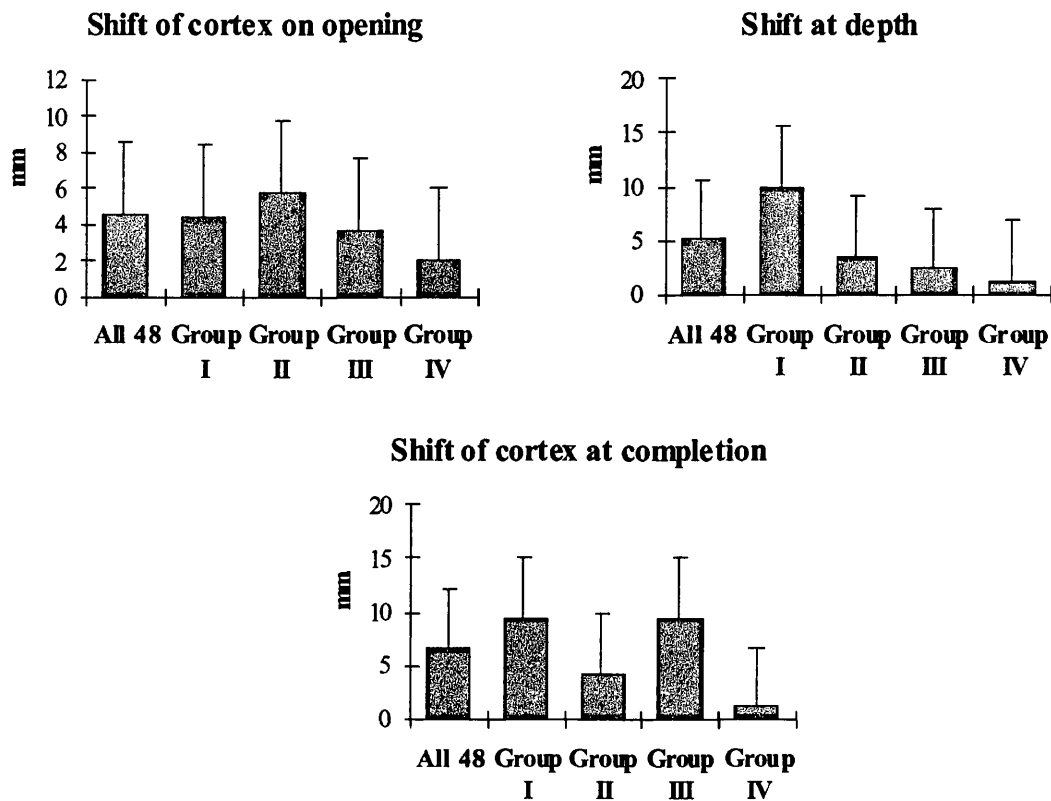 Shift of cortex on opening
12
10
8
6
4
2
0
mm
All 48 Group Group Group Group
I II III IV
Shift at depth
20
15
10
5
0
mm
All 48 Group Group Group Group
I II III IV
Shift of cortex at completion
20
15
10
5
0
mm
All 48 Group Group Group Group
I II III IV